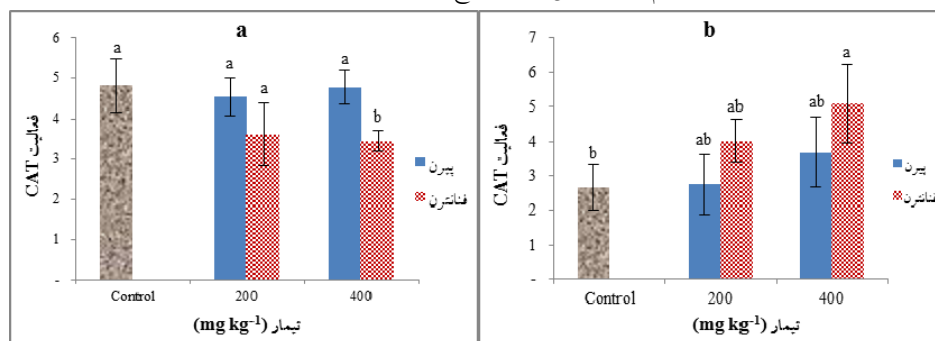 a
6
5
4
3
2
1
-
a
a
a
a
b
فعالیت CAT
پیرن
فنانترن
Control
200
400
تیمار (mg kg-1)
b
7
6
5
4
3
2
1
-
b
ab
ab
ab
a
فعالیت CAT
پیرن
فنانترن
Control
200
400
تیمار (mg kg-1)